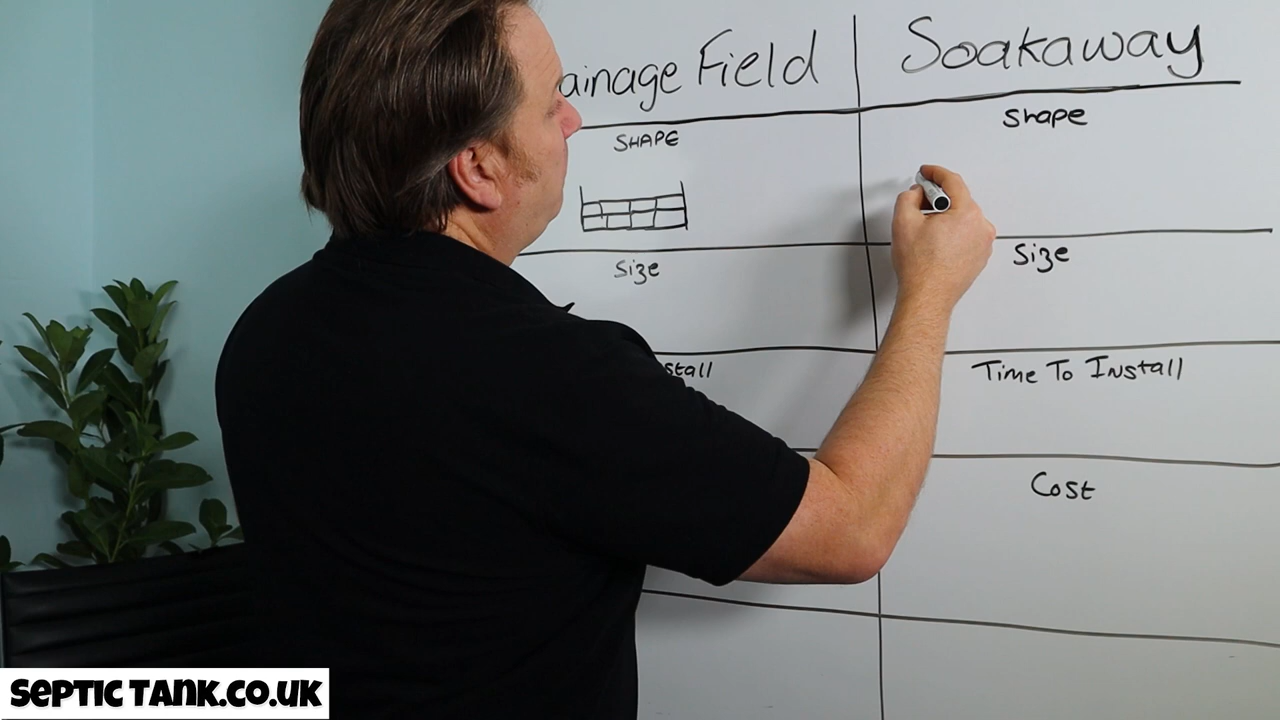 ainage Field
Soakaway
SHAPE
Shape
Size
Size
stall
Time To Install
Cost
SEPTIC TANK.CO.UK